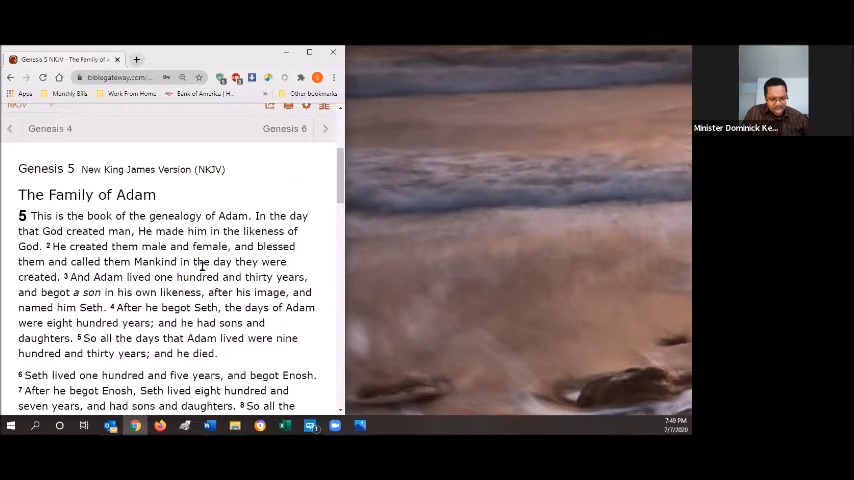 Genesis 5 NKJV - The Family of A
biblegateway.com/...
Apps Monthly Bills Work From Home Bank of America | H... Other bookmarks
NKJV
Genesis 4 Genesis 6
Genesis 5 New King James Version (NKJV)
The Family of Adam
5 This is the book of the genealogy of Adam. In the day
that God created man, He made him in the likeness of
God. 2 He created them male and female, and blessed
them and called them Mankind in the day they were
created. 3 And Adam lived one hundred and thirty years,
and begot a son in his own likeness, after his image, and
named him Seth. 4 After he begot Seth, the days of Adam
were eight hundred years; and he had sons and
daughters. 5 So all the days that Adam lived were nine
hundred and thirty years; and he died.
6 Seth lived one hundred and five years, and begot Enosh.
7 After he begot Enosh, Seth lived eight hundred and
seven years, and had sons and daughters. 8 So all the
Minister Dominick Ke...
7:49 PM
7/7/2020